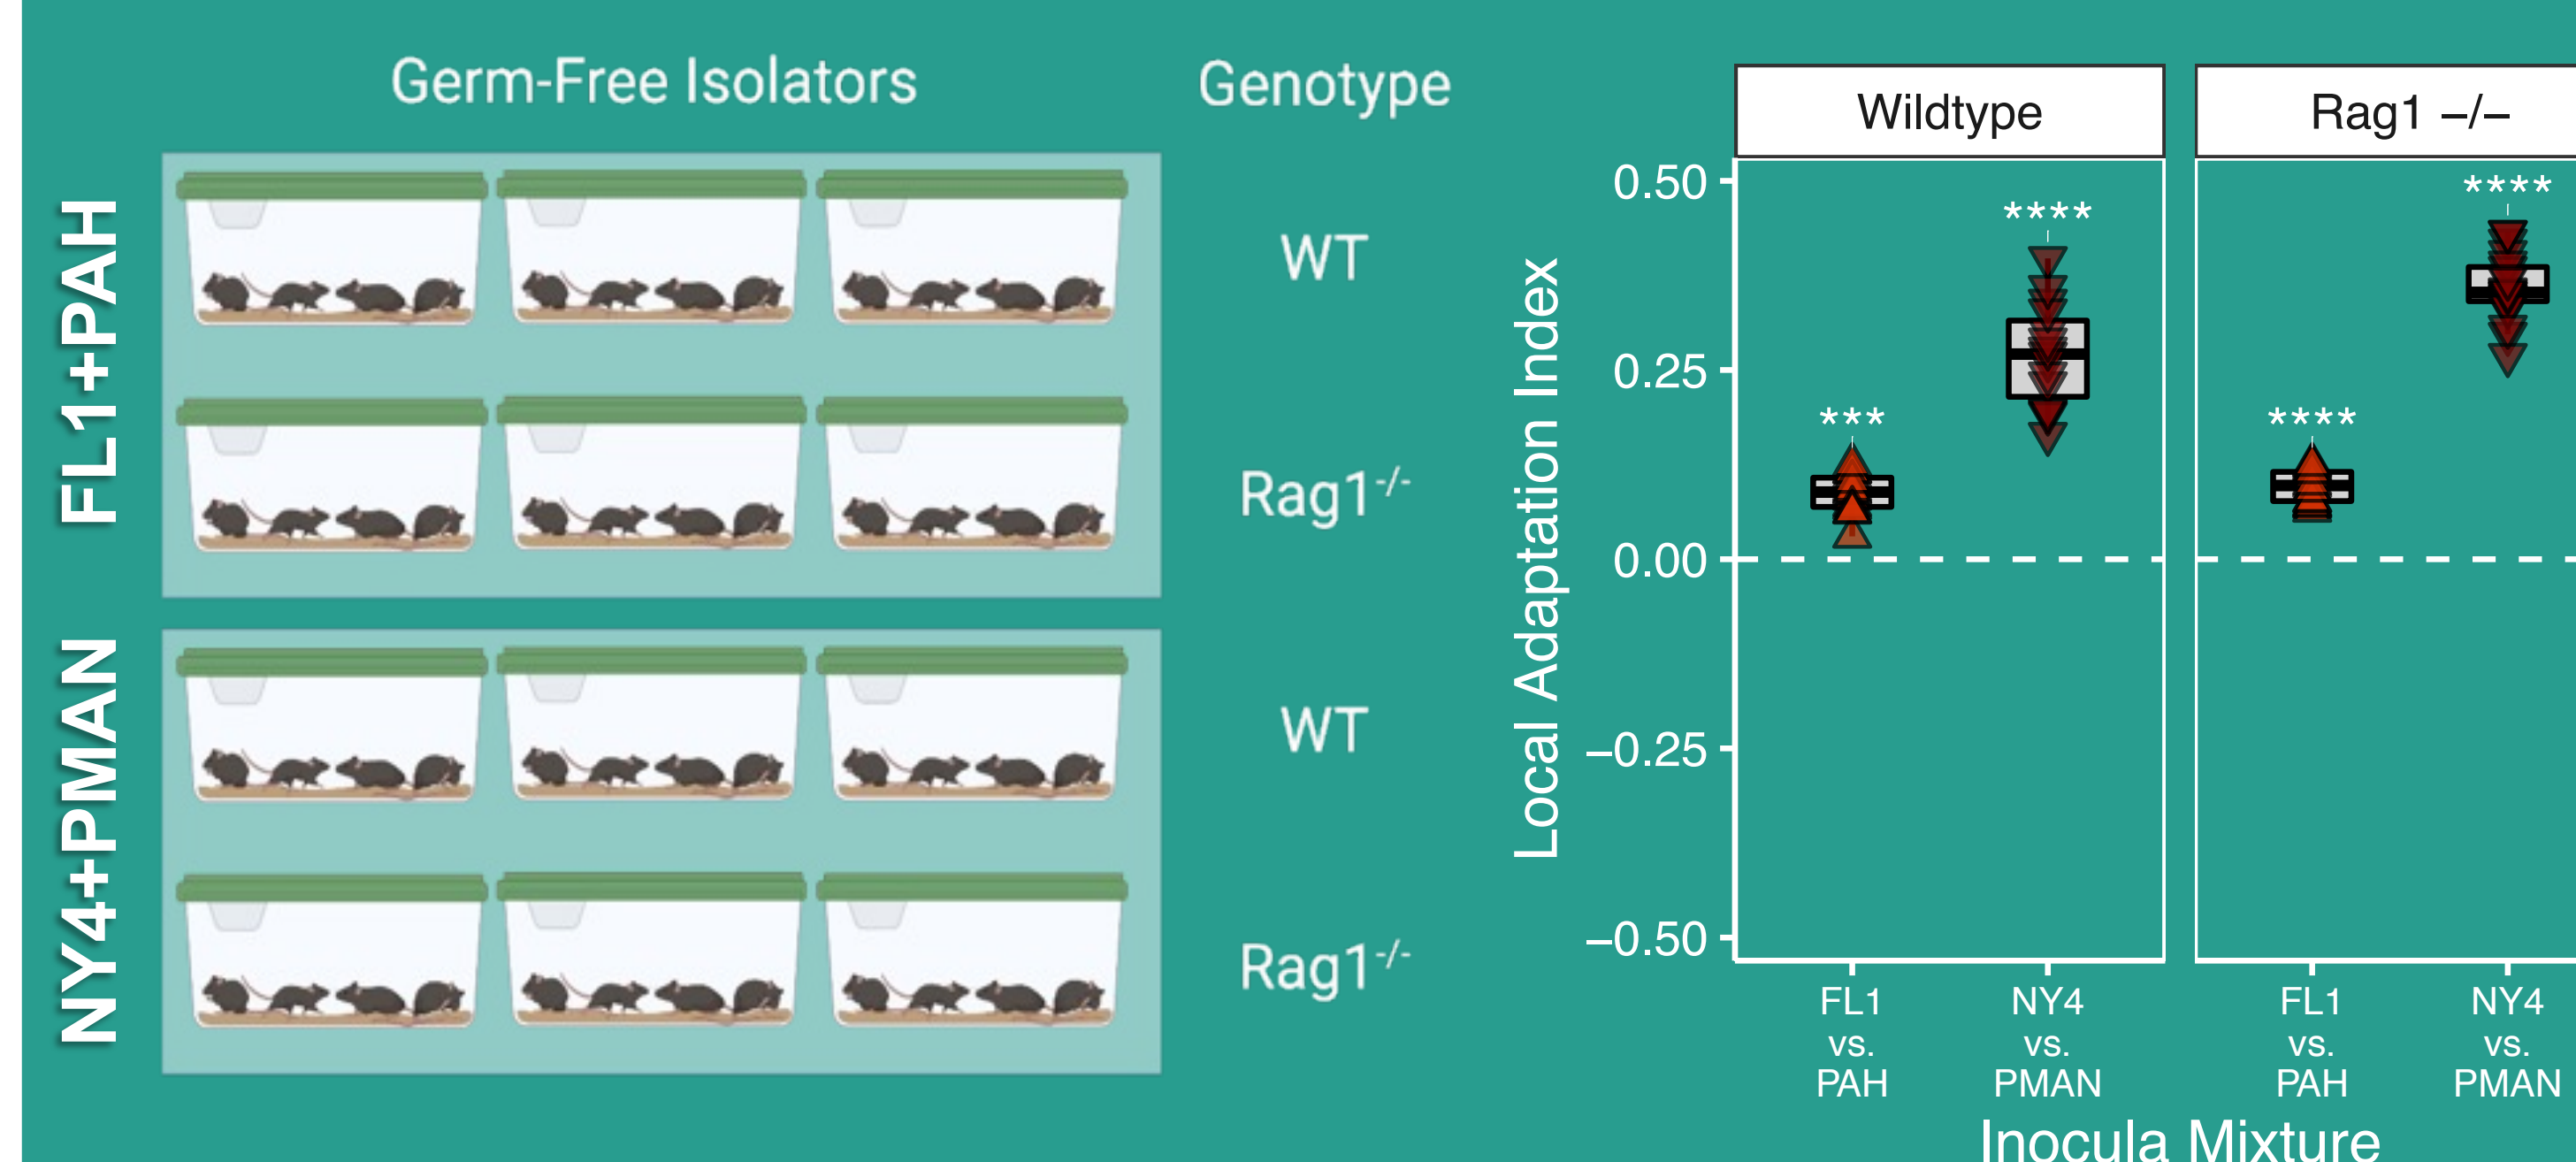 Germ-Free Isolators
Genotype
FL1+PAH
WT
Rag1-/-
NY4+PMAN
WT
Rag1-/-
Wildtype
Rag1 –/–
Local Adaptation Index
0.50
0.25
0.00
–0.25
–0.50
***
****
****
****
FL1
vs.
PAH
NY4
vs.
PMAN
FL1
vs.
PAH
NY4
vs.
PMAN
Inocula Mixture